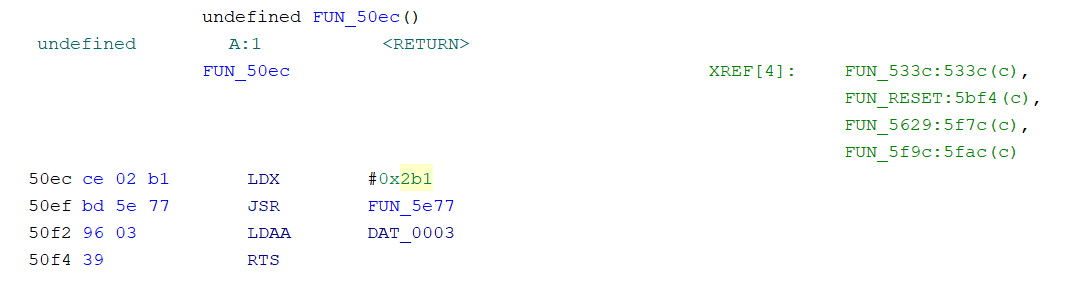 undefined FUN_50ec()
undefined A:1 <RETURN>
FUN_50ec XREF[4]: FUN_533c:533c(c),
FUN_RESET:5bf4(c),
FUN_5629:5f7c(c),
FUN_5f9c:5fac(c)
50ec ce 02 b1 LDX #0x2b1
50ef bd 5e 77 JSR FUN_5e77
50f2 96 03 LDAA DAT_0003
50f4 39 RTS